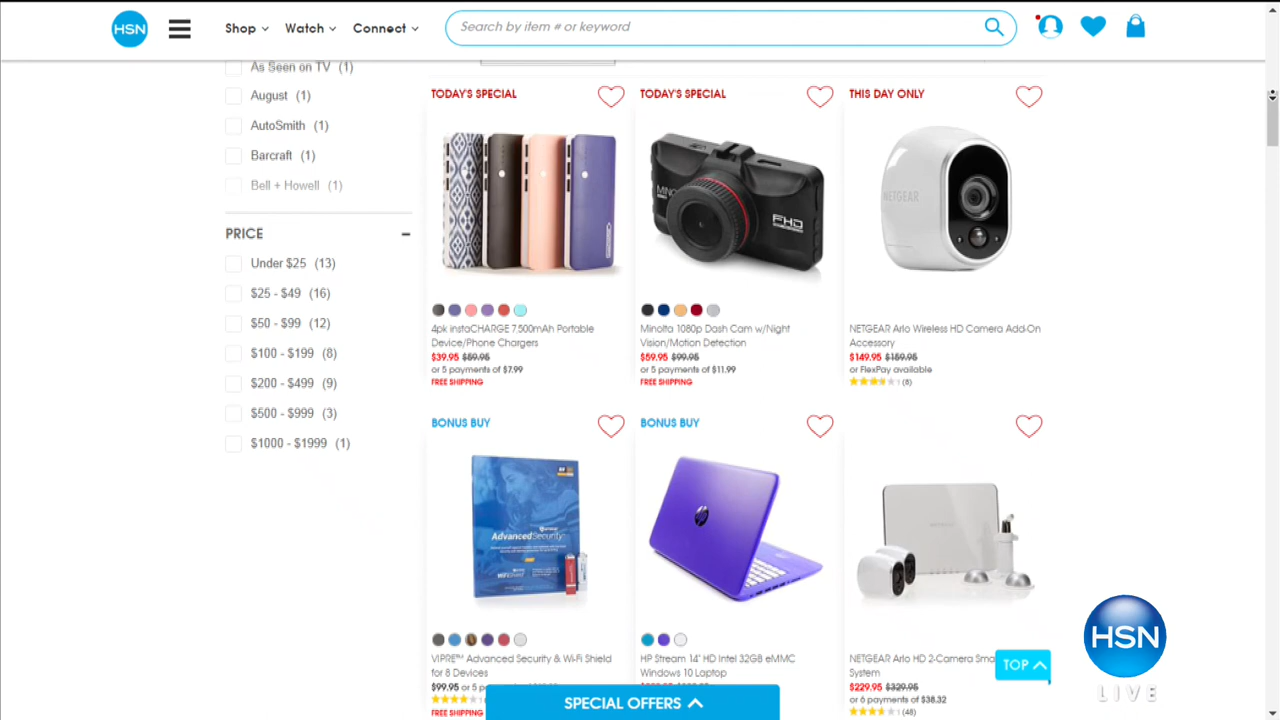 HSN
Shop
Watch
Connect
Search by item # or keyword
As Seen on TV (1)
August (1)
AutoSmith (1)
Barcraft (1)
Bell + Howell (1)
PRICE
Under $25 (13)
$25 - $49 (16)
$50 - $99 (12)
$100 - $199 (8)
$200 - $499 (9)
$500 - $999 (3)
$1000 - $1999 (1)
TODAY'S SPECIAL
4pk instaCHARGE 7,500mAh Portable
Device/Phone Chargers
$39.95 $59.95
or 5 payments of $7.99
FREE SHIPPING
TODAY'S SPECIAL
FHD
Minolta 1080p Dash Cam w/Night
Vision/Motion Detection
$59.95 $99.95
or 5 payments of $11.99
FREE SHIPPING
THIS DAY ONLY
NETGEAR
NETGEAR Arlo Wireless HD Camera Add-On
Accessory
$149.95 $159.95
or FlexPay available
(6)
BONUS BUY
Advanced Security
VIPRE™ Advanced Security & Wi-Fi Shield
for 8 Devices
$99.95 or 5 p
FREE SHIPPING
BONUS BUY
hp
HP Stream 14" HD Intel 32GB eMMC
Windows 10 Laptop
NETGEAR Arlo HD 2-Camera Sma
System
$229.95 $329.95
or 6 payments of $38.32
(48)
TOP
SPECIAL OFFERS
HSN
LIVE